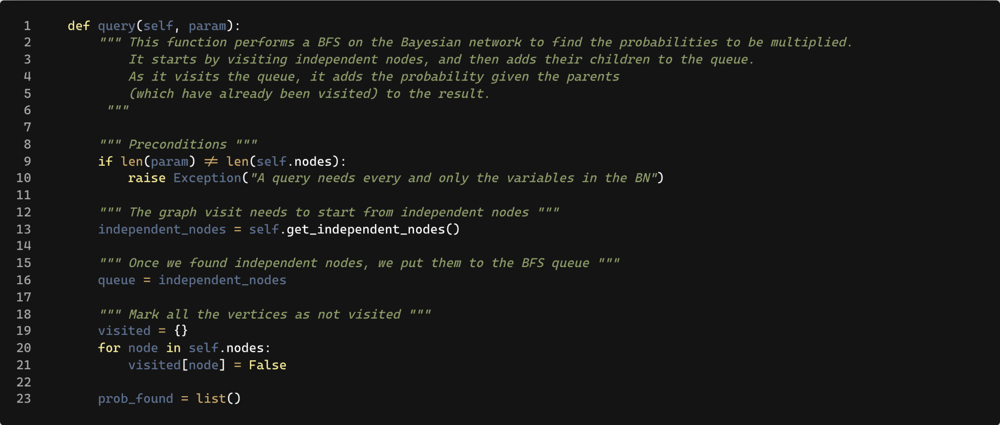 1 def query(self, param):
2 """ This function performs a BFS on the Bayesian network to find the probabilities to be multiplied.
3 It starts by visiting independent nodes, and then adds their children to the queue.
4 As it visits the queue, it adds the probability given the parents
5 (which have already been visited) to the result.
6 """
7
8 """ Preconditions """
9 if len(param) ≠ len(self.nodes):
10 raise Exception("A query needs every and only the variables in the BN")
11
12 """ The graph visit needs to start from independent nodes """
13 independent_nodes = self.get_independent_nodes()
14
15 """ Once we found independent nodes, we put them to the BFS queue """
16 queue = independent_nodes
17
18 """ Mark all the vertices as not visited """
19 visited = {}
20 for node in self.nodes:
21 visited[node] = False
22
23 prob_found = list()